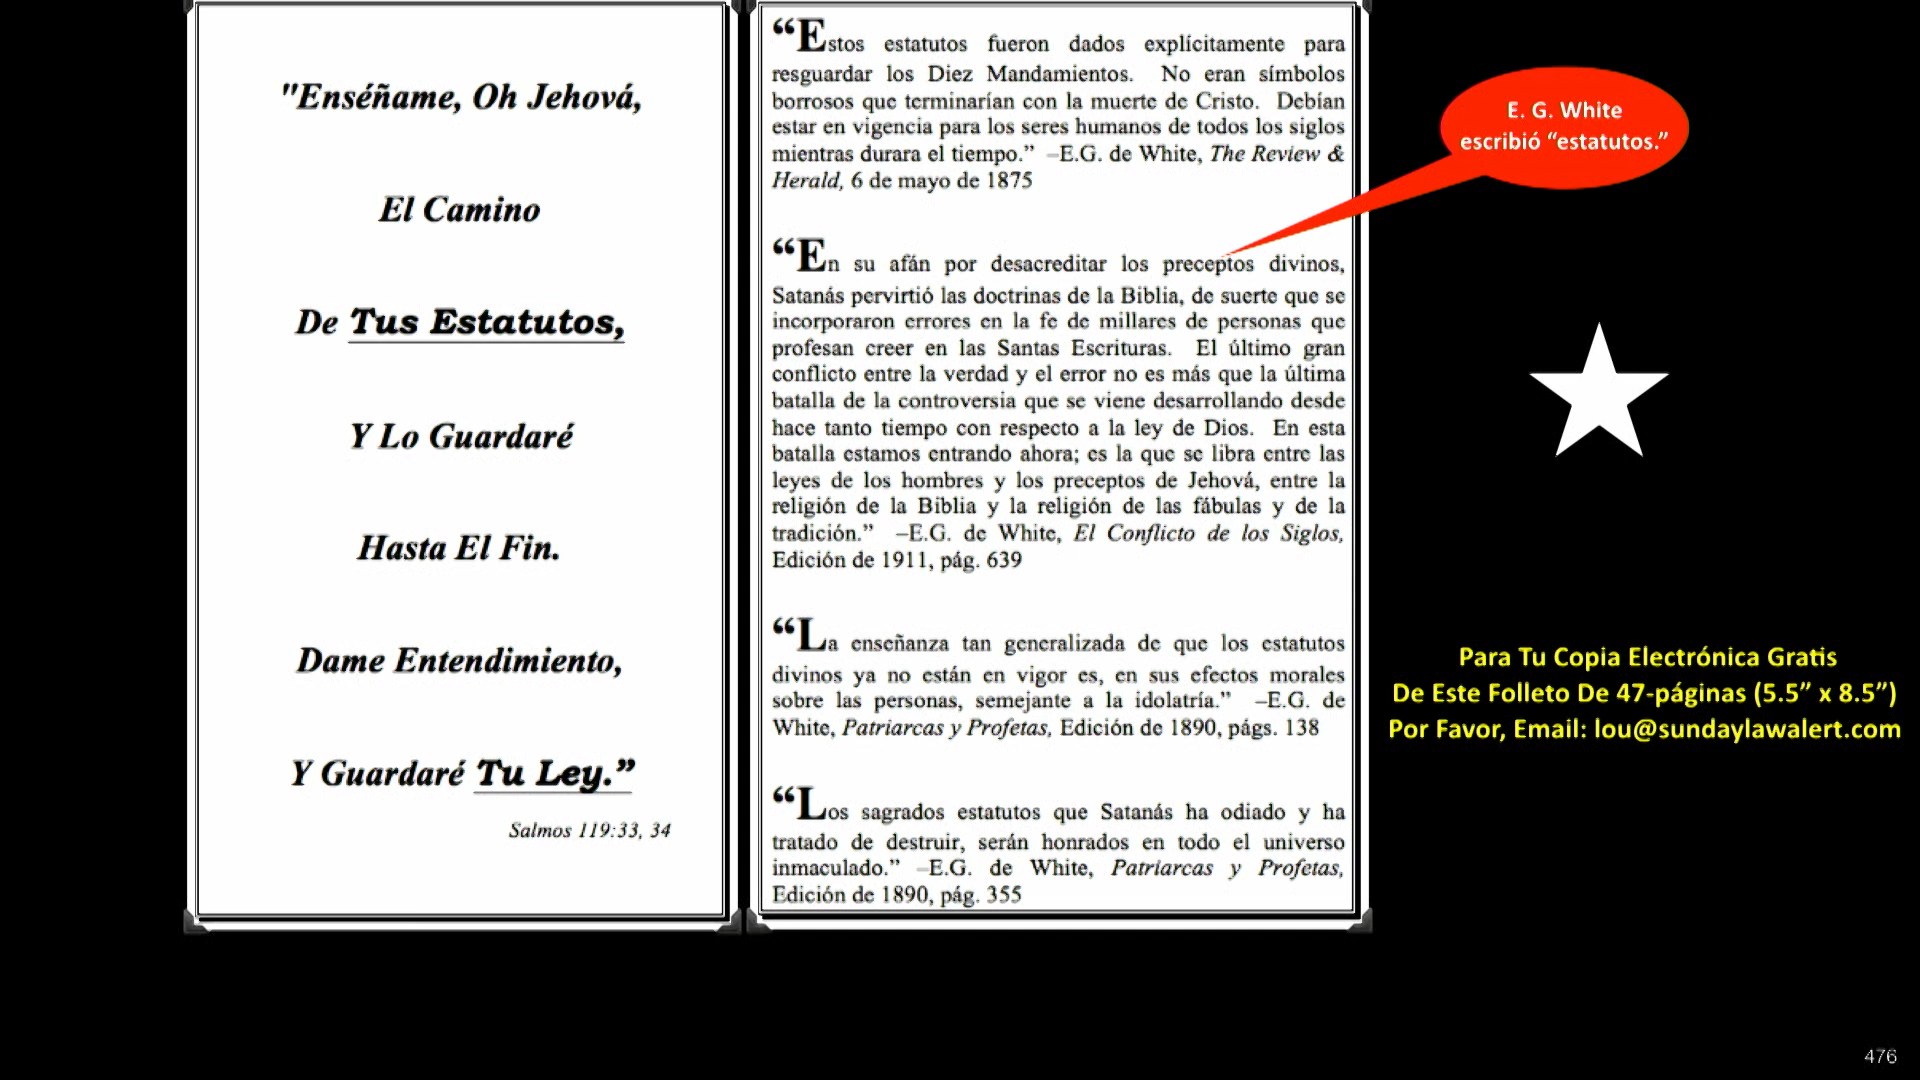 "Enséñame, Oh Jehová,
El Camino
De Tus Estatutos,
Y Lo Guardaré
Hasta El Fin.
Dame Entendimiento,
Y Guardaré Tu Ley.”
Salmos 119:33, 34
“Estos estatutos fueron dados explícitamente para
resguardar los Diez Mandamientos. No eran símbolos
borrosos que terminarían con la muerte de Cristo. Debían
estar en vigencia para los seres humanos de todos los siglos
mientras durara el tiempo.” –E.G. de White, The Review &
Herald, 6 de mayo de 1875
“En su afán por desacreditar los preceptos divinos,
Satanás pervirtió las doctrinas de la Biblia, de suerte que se
incorporaron errores en la fe de millares de personas que
profesan creer en las Santas Escrituras. El último gran
conflicto entre la verdad y el error no es más que la última
batalla de la controversia que se viene desarrollando desde
hace tanto tiempo con respecto a la ley de Dios. En esta
batalla estamos entrando ahora; es la que se libra entre las
leyes de los hombres y los preceptos de Jehová, entre la
religión de la Biblia y la religión de las fábulas y de la
tradición.” –E.G. de White, El Conflicto de los Siglos,
Edición de 1911, pág. 639
“La enseñanza tan generalizada de que los estatutos
divinos ya no están en vigor es, en sus efectos morales
sobre las personas, semejante a la idolatría.” –E.G. de
White, Patriarcas y Profetas, Edición de 1890, págs. 138
“Los sagrados estatutos que Satanás ha odiado y ha
tratado de destruir, serán honrados en todo el universo
inmaculado.” –E.G. de White, Patriarcas y Profetas,
Edición de 1890, pág. 355
E. G. White
escribió “estatutos.”
Para Tu Copia Electrónica Gratis
De Este Folleto De 47-páginas (5.5” x 8.5”)
Por Favor, Email: lou@sundaylawalert.com
476